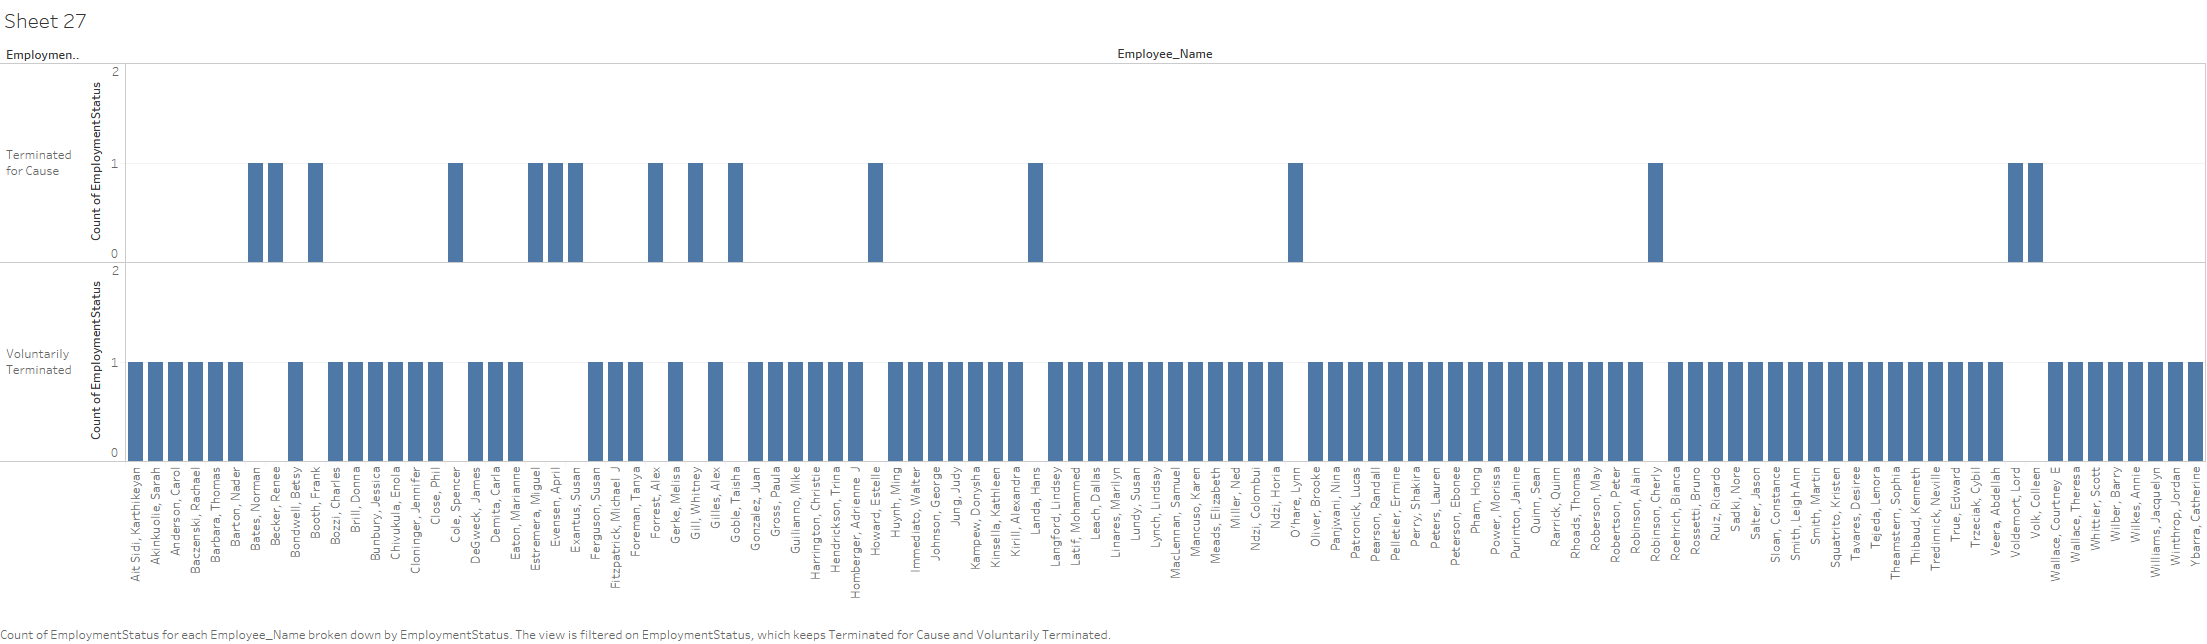 Sheet 27
Employmen..
Employee_Name
Terminated
for Cause
Count of EmploymentStatus
2
1
0
Voluntarily
Terminated
Count of EmploymentStatus
2
1
0
Ait Sidi, Karthikeyan
Akinkuolie, Sarah
Anderson, Carol
Baczenski, Rachael
Barbara, Thomas
Barton, Nader
Bates, Norman
Becker, Renee
Bondwell, Betsy
Booth, Frank
Bozzi, Charles
Brill, Donna
Bunbury, Jessica
Chivukula, Enola
Cloninger, Jennifer
Close, Phil
Cole, Spencer
DeGweck, James
Demita, Carla
Eaton, Marianne
Estremera, Miguel
Evensen, April
Exantus, Susan
Ferguson, Susan
Fitzpatrick, Michael J
Foreman, Tanya
Forrest, Alex
Gerke, Melisa
Gill, Whitney
Gilles, Alex
Goble, Taisha
Gonzalez, Juan
Gross, Paula
Guilianno, Mike
Harrington, Christie
Hendrickson, Trina
Homberger, Adrienne J
Howard, Estelle
Huynh, Ming
Immediato, Walter
Johnson, George
Jung, Judy
Kampew, Donysha
Kinsella, Kathleen
Kirill, Alexandra
Landa, Hans
Langford, Lindsey
Latif, Mohammed
Leach, Dallas
Linares, Marilyn
Lundy, Susan
Lynch, Lindsay
MacLennan, Samuel
Mancuso, Karen
Meads, Elizabeth
Miller, Ned
Ndzi, Colombui
Ndzi, Horia
O'hare, Lynn
Oliver, Brooke
Panjwani, Nina
Patronick, Lucas
Pearson, Randall
Pelletier, Ermine
Perry, Shakira
Peters, Lauren
Peterson, Ebonee
Pham, Hong
Power, Morissa
Purinton, Janine
Quinn, Sean
Rarrick, Quinn
Rhoads, Thomas
Roberson, May
Robertson, Peter
Robinson, Alain
Robinson, Cherly
Roehrich, Bianca
Rossetti, Bruno
Ruiz, Ricardo
Sadki, Nore
Salter, Jason
Sloan, Constance
Smith, Leigh Ann
Smith, Martin
Squatrito, Kristen
Tavares, Desiree
Tejeda, Lenora
Theamstern, Sophia
Thibaud, Kenneth
Tredinnick, Neville
True, Edward
Trzeciak, Cybil
Veera, Abdellah
Voldemort, Lord
Volk, Colleen
Wallace, Courtney E
Wallace, Theresa
Whittier, Scott
Wilber, Barry
Wilkes, Annie
Williams, Jacquelyn
Winthrop, Jordan
Ybarra, Catherine
Count of EmploymentStatus for each Employee_Name broken down by EmploymentStatus. The view is filtered on EmploymentStatus, which keeps Terminated for Cause and Voluntarily Terminated.